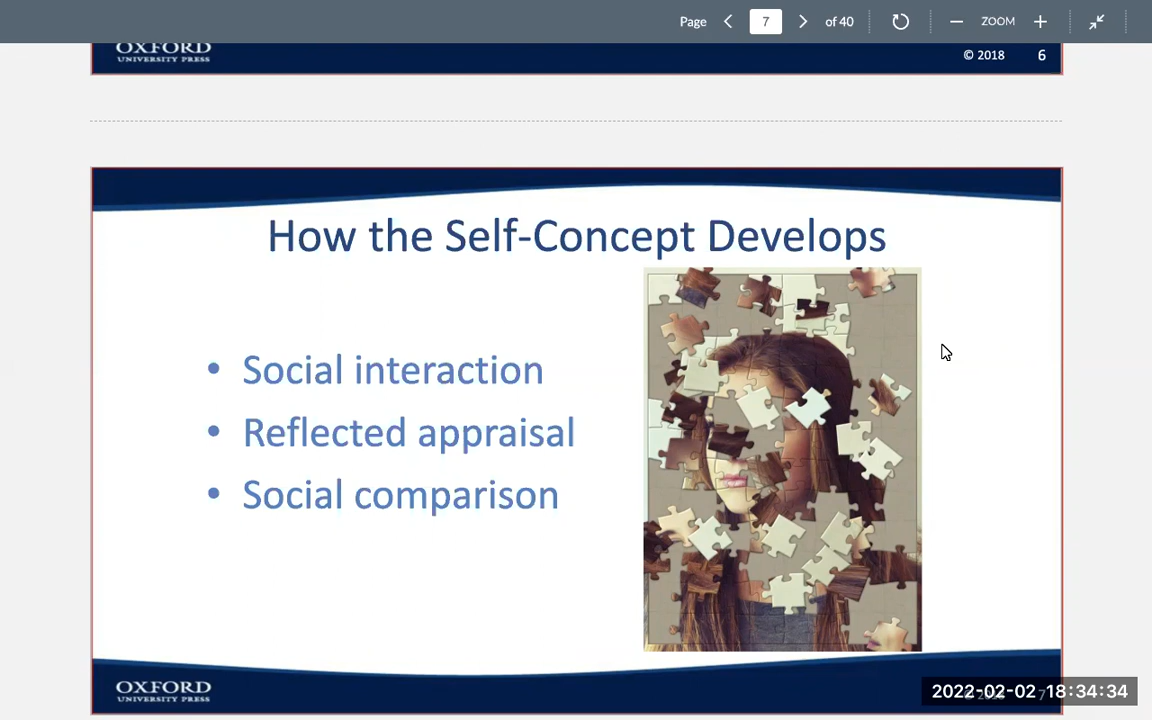 Page 7 of 40 ZOOM
OXFORD
UNIVERSITY PRESS
© 2018 6
How the Self-Concept Develops
• Social interaction
• Reflected appraisal
• Social comparison
OXFORD
UNIVERSITY PRESS
2022-02-02 18:34:34